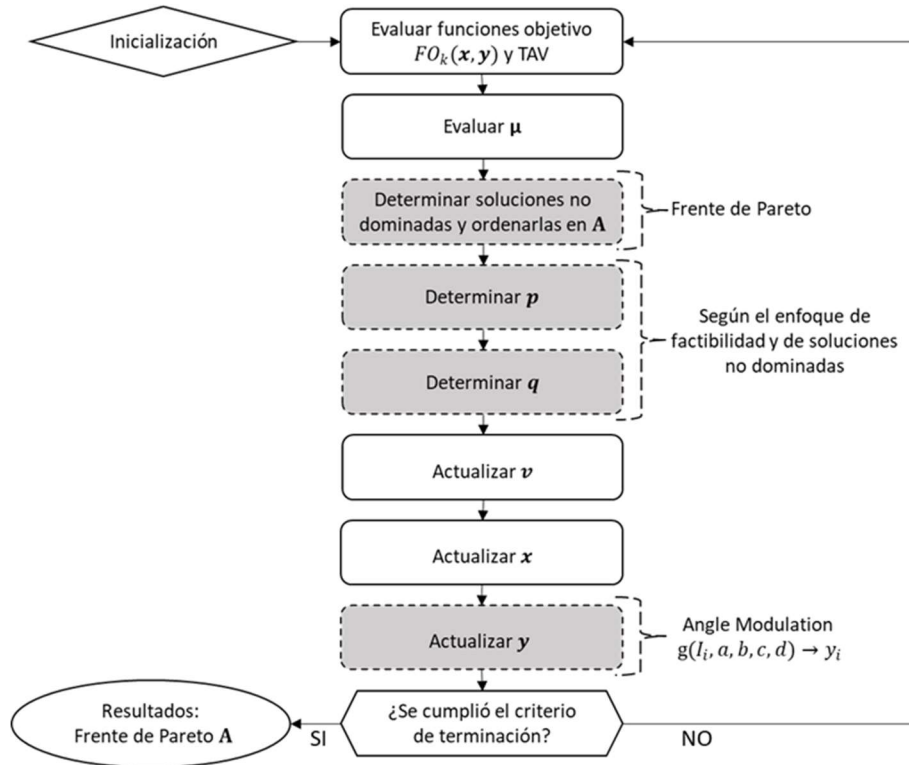 Inicialización
Evaluar funciones objetivo
FO_k(x, y) y TAV
Evaluar μ
Determinar soluciones no
dominadas y ordenarlas en A
Frente de Pareto
Determinar p
Según el enfoque de
factibilidad y de soluciones
no dominadas
Determinar q
Actualizar v
Actualizar x
Actualizar y
Angle Modulation
g(I_i, a, b, c, d) → y_i
¿Se cumplió el criterio
de terminación?
SI
NO
Resultados:
Frente de Pareto A